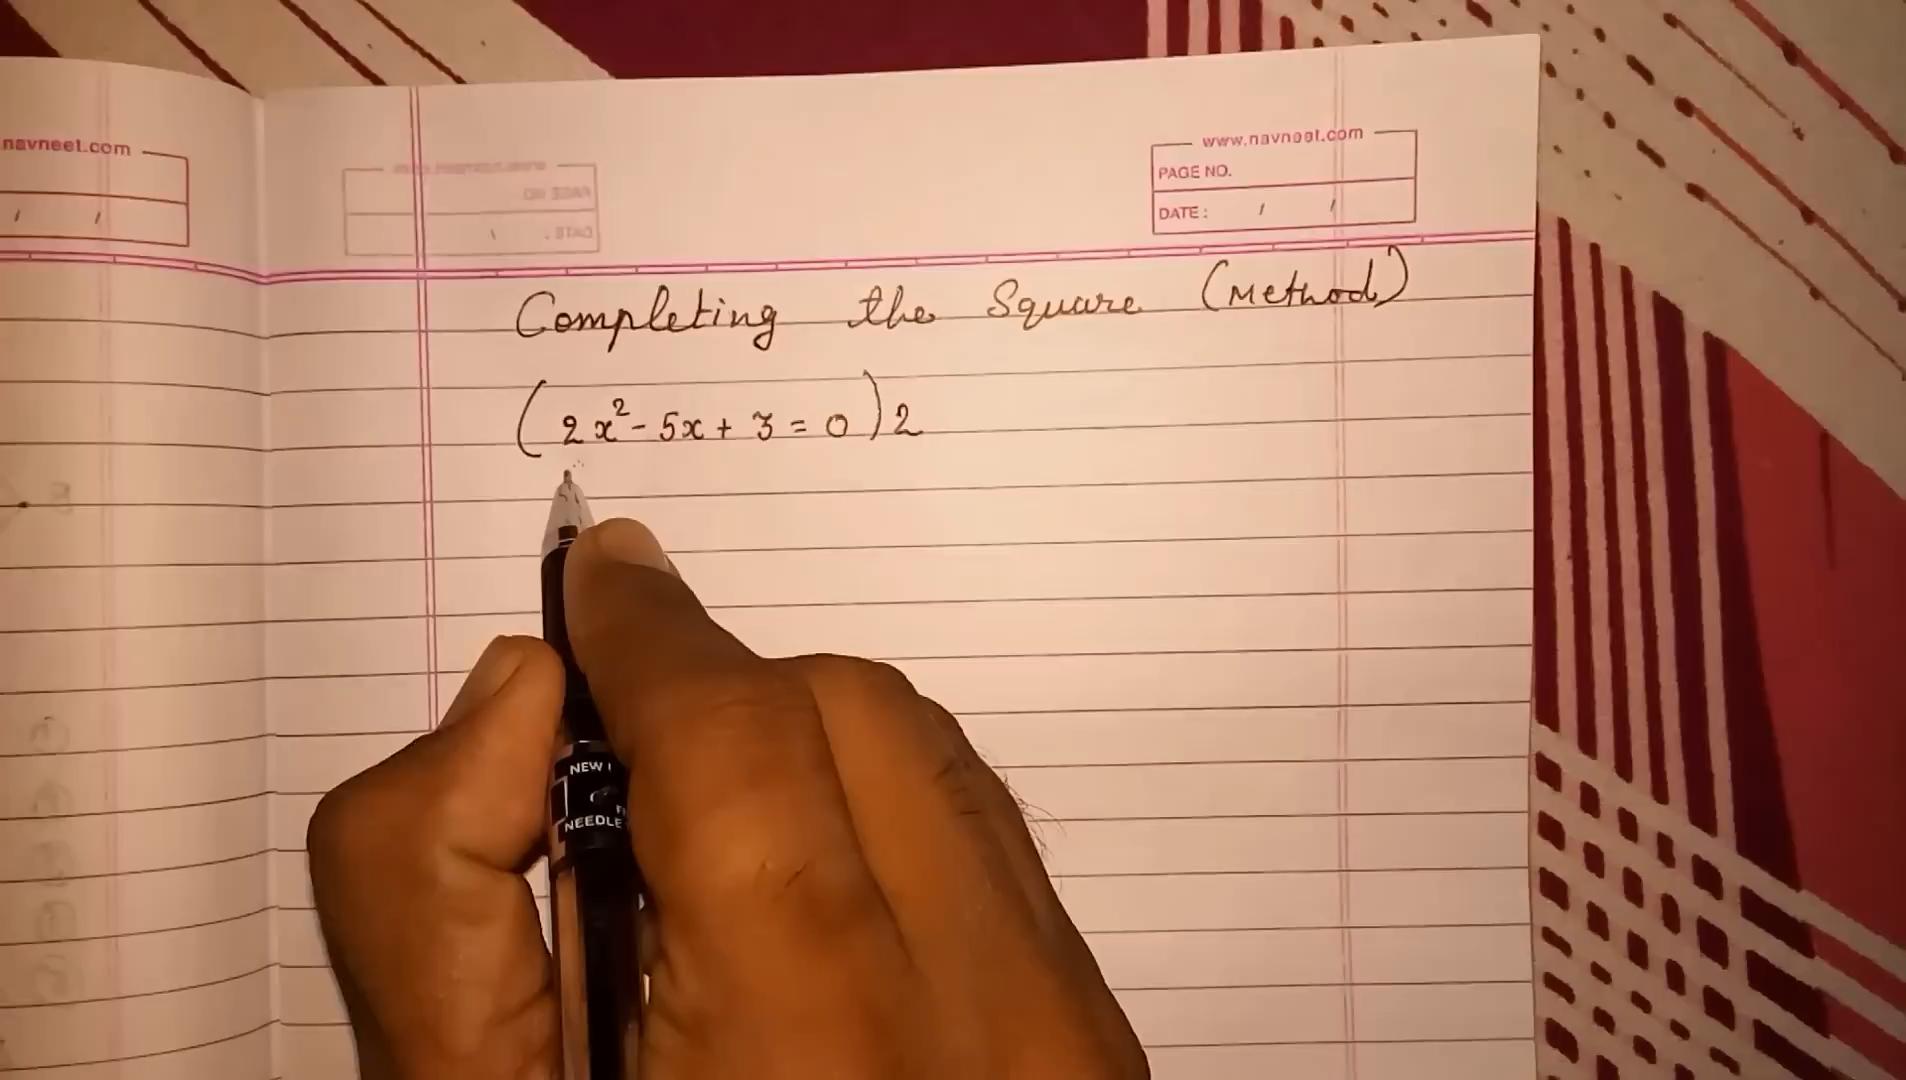 navneet.com
/ /
www.navneet.com
PAGE NO.
DATE : / /
Completing the Square (Method)
(2x² - 5x + 3 = 0) 2
NEW
NEEDLE